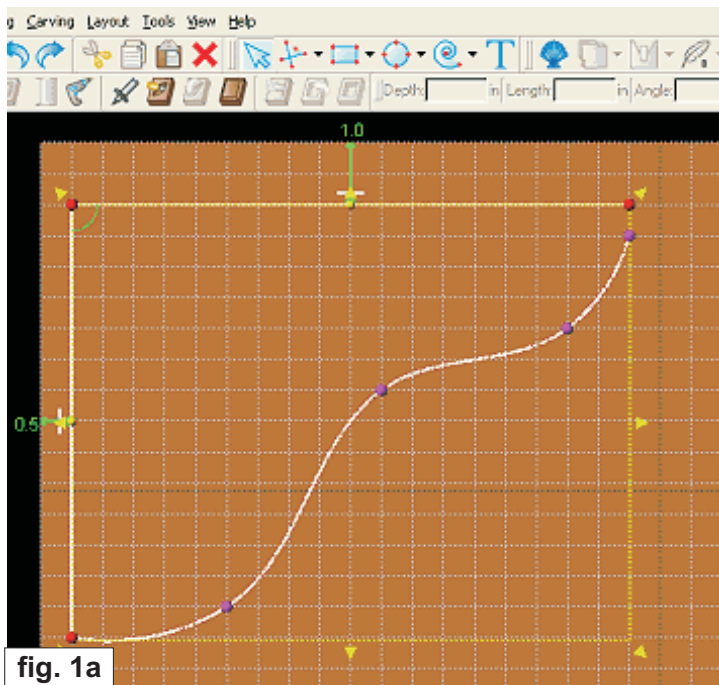 g Carving Layout Tools View Help
T
Depth: in Length: in Angle:
1.0
0.5
fig. 1a